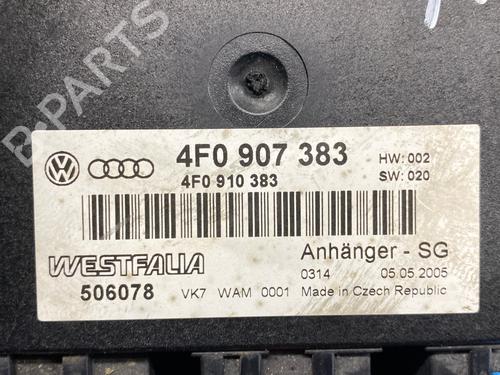 B-PARTS
4F0 907 383
HW: 002
4F0 910 383
SW: 020
WESTFALIA
Anhänger - SG
0314 05.05.2005
506078 VK7 WAM 0001 Made in Czech Republic